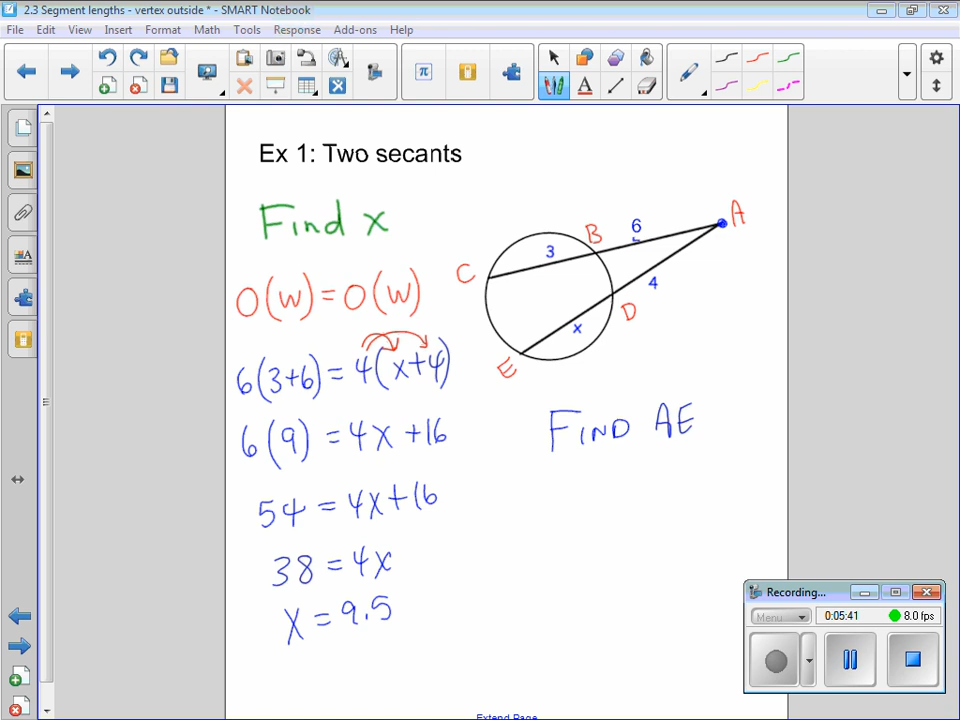 2.3 Segment lengths - vertex outside * - SMART Notebook
File Edit View Insert Format Tools Response Add-ons Help
π
A
Ex 1: Two secants
Find x
O(W)=O(W)
6(3+6)=4(x+4)
6(9)=4x+16
54=4x+16
38=4x
x=9.5
A
6
B
3
C
4
D
x
E
FIND AE
Recording...
Menu
0:05:41
8.0 fps
Extend Page